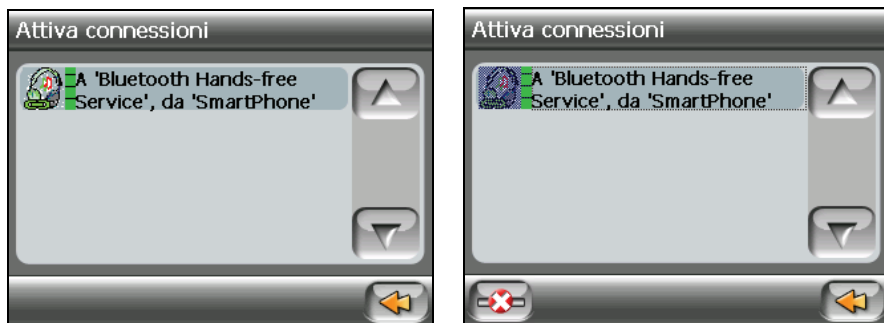 Attiva connessioni
A 'Bluetooth Hands-free
Service', da 'SmartPhone'
Attiva connessioni
A 'Bluetooth Hands-free
Service', da 'SmartPhone'